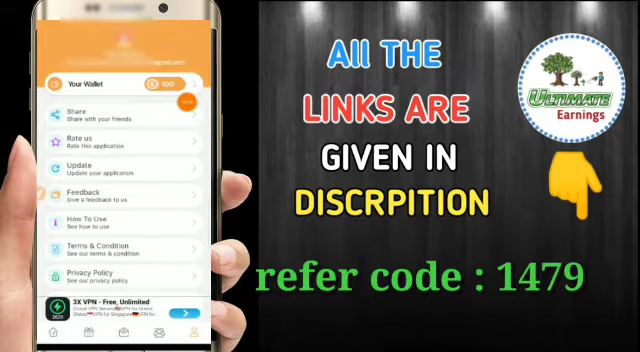 Your Wallet
100
Share
Share with your friends
Rate us
Rate this application
Update
Update your application
Feedback
Give a feedback to us
How To Use
See how to use
Terms & Condition
See our terms & condition
Privacy Policy
See our privacy policy
3X VPN - Free, Unlimited
All THE
LINKS ARE
GIVEN IN
DISCRPITION
refer code : 1479
ULTIMATE
Earnings